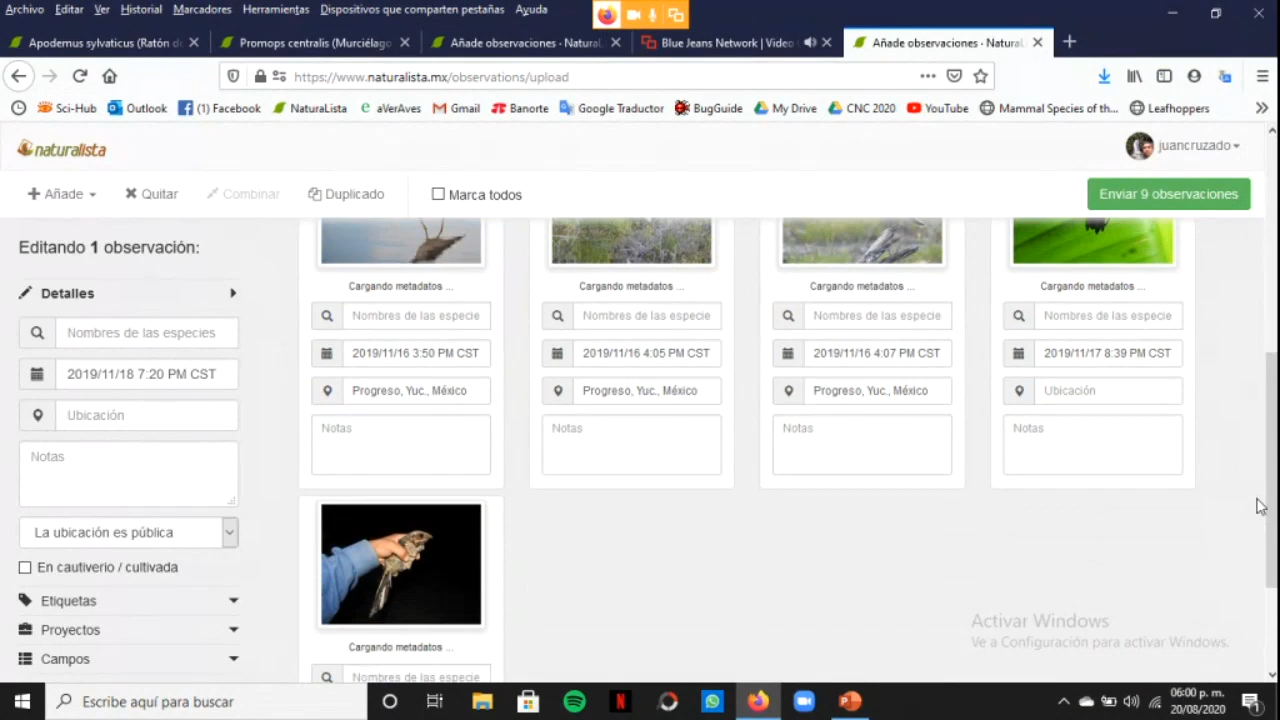 Archivo Editar Ver Historial Marcadores Herramientas Dispositivos que comparten pestañas Ayuda
Apodemus sylvaticus (Ratón d Promops centralis (Murciélago Añade observaciones - Natural Blue Jeans Network | Video Añade observaciones - Natural
https://www.naturalista.mx/observations/upload
Sci-Hub Outlook (1) Facebook NaturaLista aVerAves Gmail Banorte Google Traductor BugGuide My Drive CNC 2020 YouTube Mammal Species of th... Leafhoppers
naturalista juancruzado
Añade Quitar Combinar Duplicado Marca todos Enviar 9 observaciones
Editando 1 observación:
Detalles
Nombres de las especies
2019/11/18 7:20 PM CST
Ubicación
Notas
La ubicación es pública
En cautiverio / cultivada
Etiquetas
Proyectos
Campos
Cargando metadatos ... Cargando metadatos ... Cargando metadatos ... Cargando metadatos ...
Nombres de las especie Nombres de las especie Nombres de las especie Nombres de las especie
2019/11/16 3:50 PM CST 2019/11/16 4:05 PM CST 2019/11/16 4:07 PM CST 2019/11/17 8:39 PM CST
Progreso, Yuc., México Progreso, Yuc., México Progreso, Yuc., México Ubicación
Notas Notas Notas Notas
Cargando metadatos ...
Nombres de las especie
Activar Windows
Ve a Configuración para activar Windows.
Escribe aquí para buscar
06:00 p. m.
20/08/2020
1